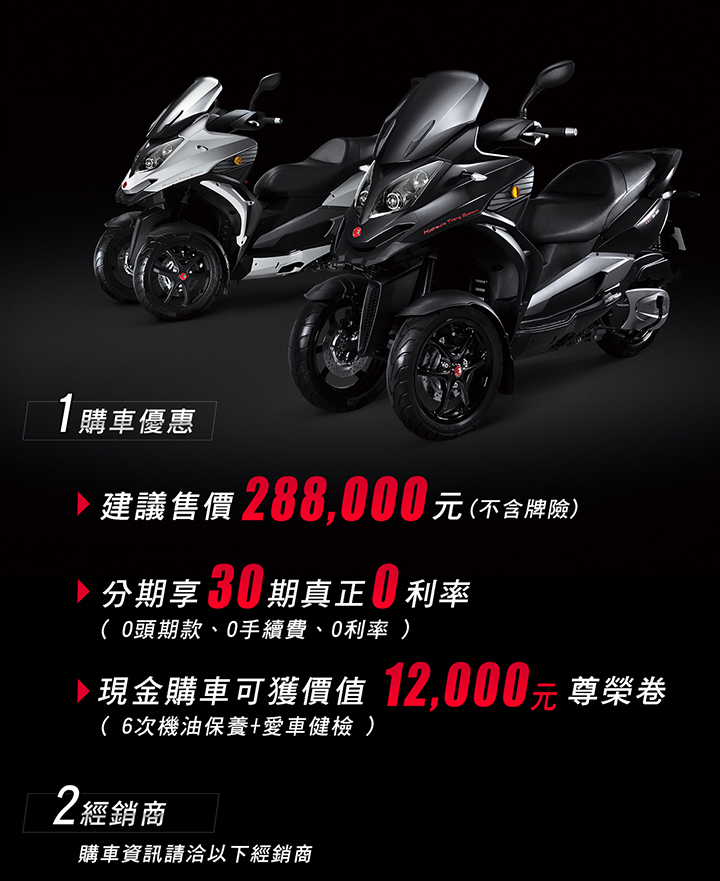 Hydraulic Tilting System
1購車優惠
建議售價288,000元(不含牌險)
分期享30期真正0利率
( 0頭期款、0手續費、0利率 )
現金購車可獲價值 12,000元 尊榮卷
( 6次機油保養+愛車健檢 )
2經銷商
購車資訊請洽以下經銷商